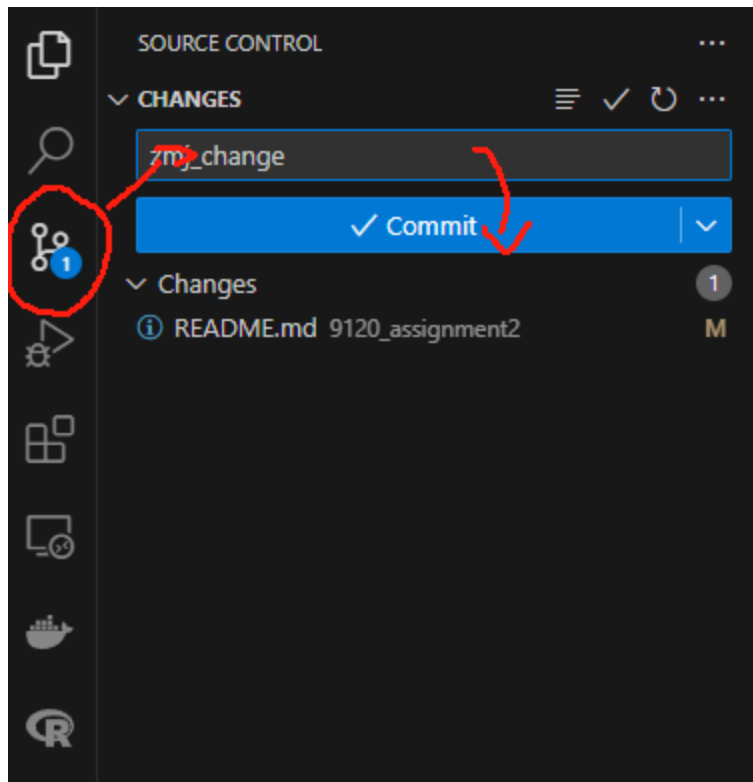 SOURCE CONTROL
CHANGES
zmj_change
Commit
1
Changes 1
README.md 9120_assignment2 M
R